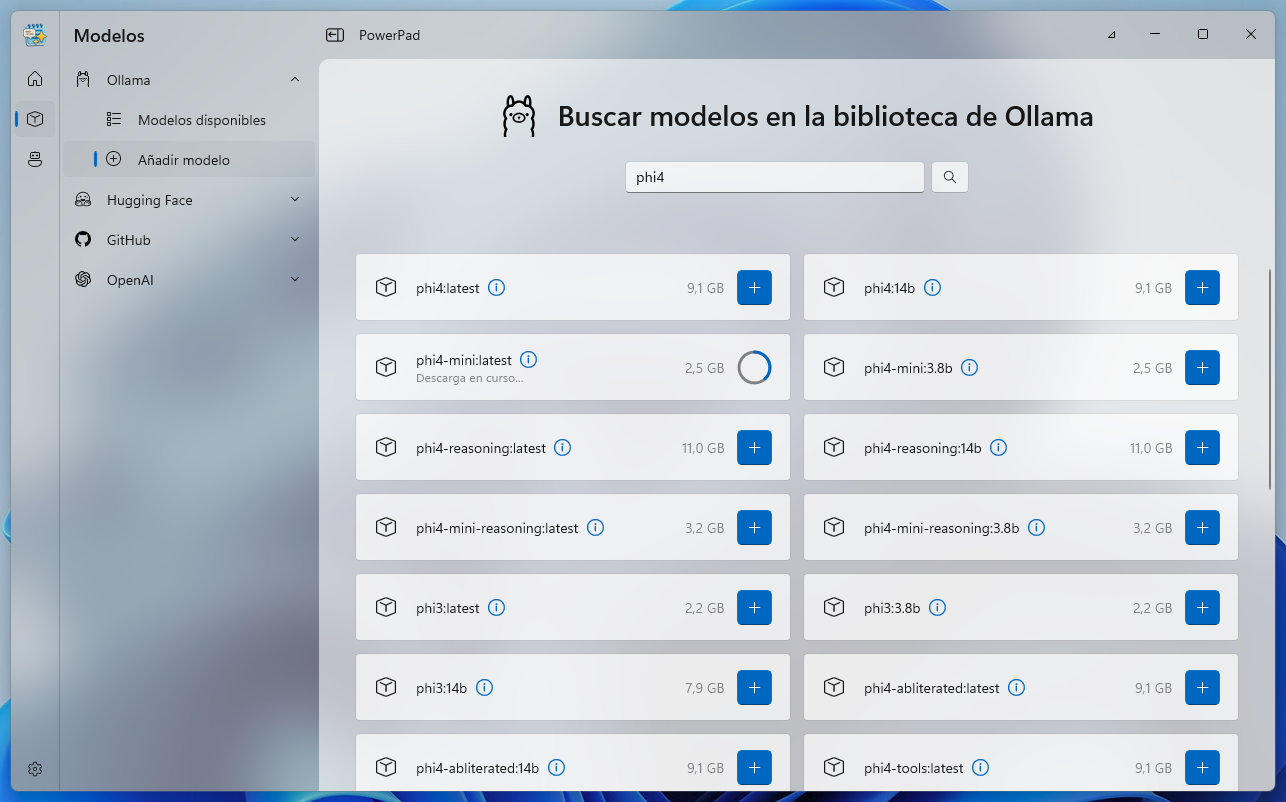 Modelos
PowerPad
Ollama
Modelos disponibles
Añadir modelo
Hugging Face
GitHub
OpenAI
Buscar modelos en la biblioteca de Ollama
phi4
phi4:latest 9,1 GB
phi4:14b 9,1 GB
phi4-mini:latest 2,5 GB
Descarga en curso...
phi4-mini:3.8b 2,5 GB
phi4-reasoning:latest 11,0 GB
phi4-reasoning:14b 11,0 GB
phi4-mini-reasoning:latest 3,2 GB
phi4-mini-reasoning:3.8b 3,2 GB
phi3:latest 2,2 GB
phi3:3.8b 2,2 GB
phi3:14b 7,9 GB
phi4-abliterated:latest 9,1 GB
phi4-abliterated:14b 9,1 GB
phi4-tools:latest 9,1 GB